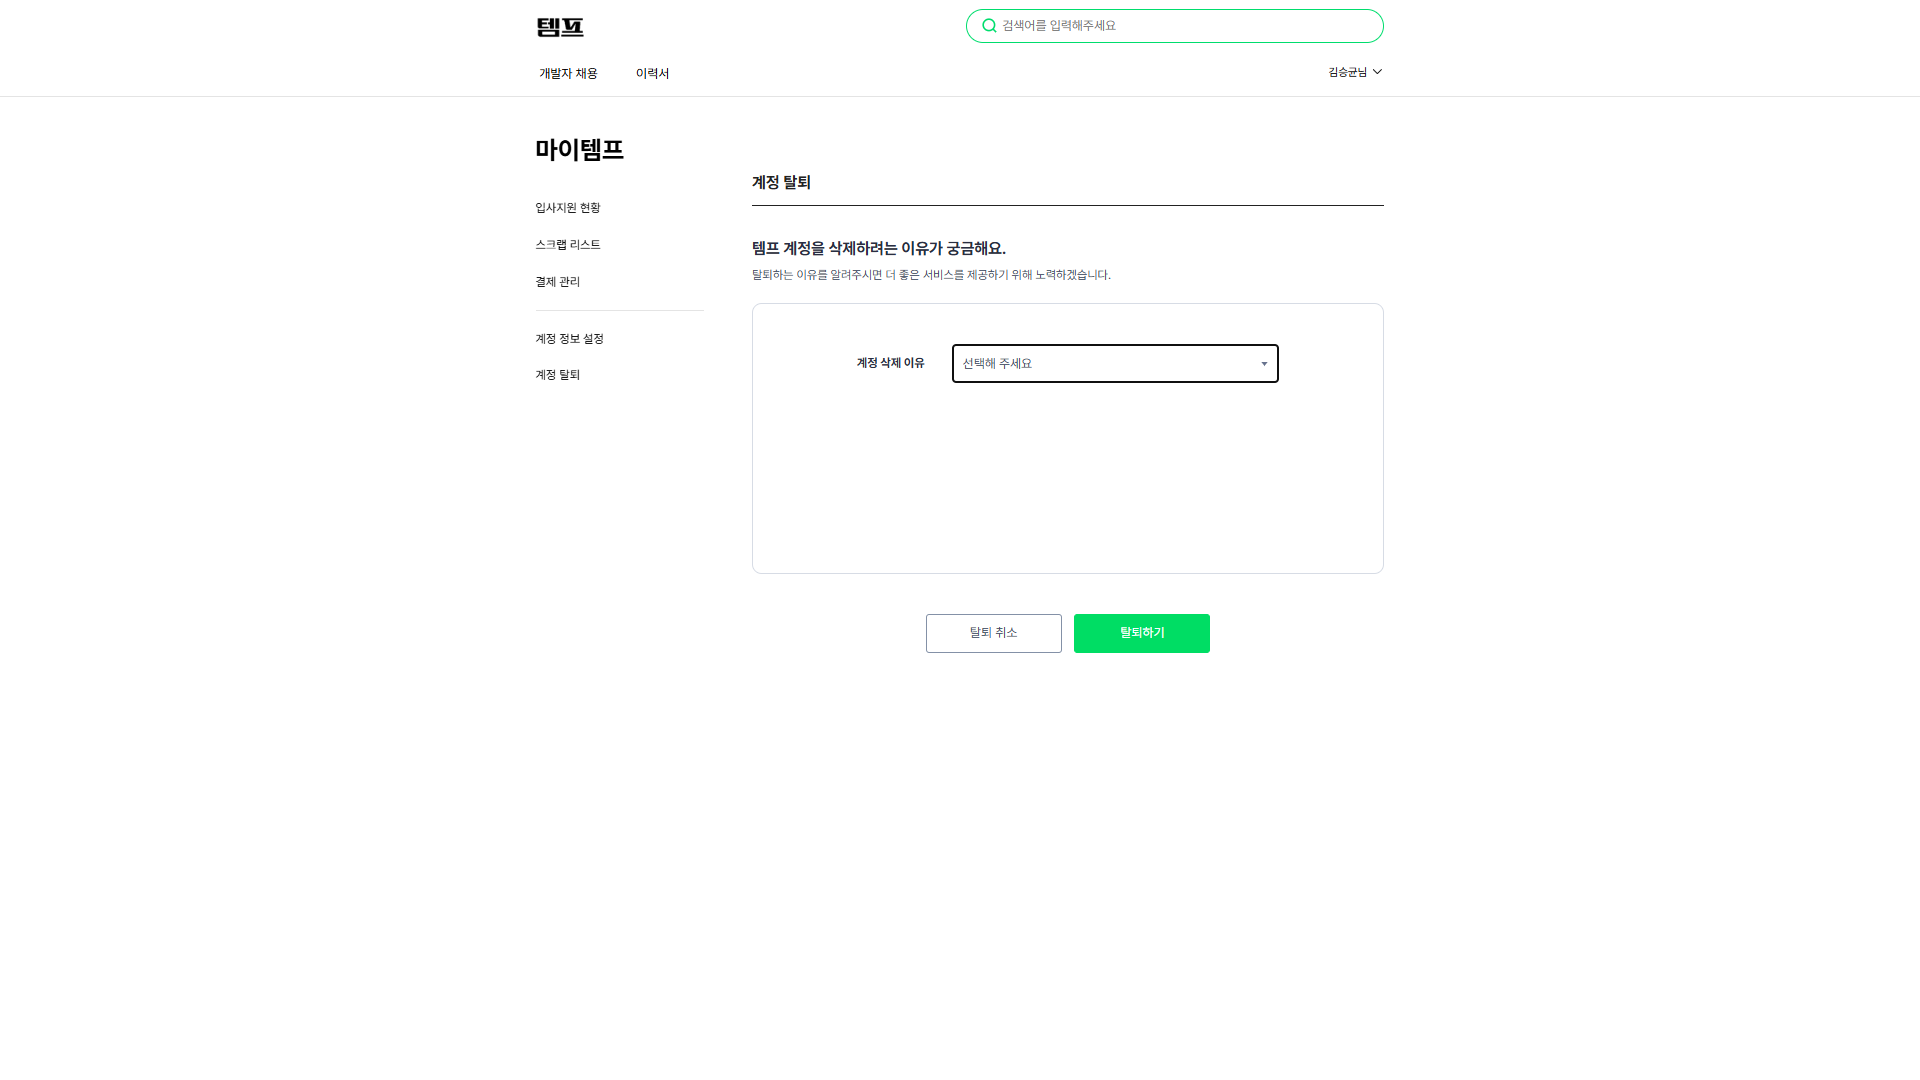 템프
검색어를 입력해주세요
개발자 채용
이력서
김승균님
마이템프
입사지원 현황
스크랩 리스트
결제 관리
계정 정보 설정
계정 탈퇴
계정 탈퇴
템프 계정을 삭제하려는 이유가 궁금해요.
탈퇴하는 이유를 알려주시면 더 좋은 서비스를 제공하기 위해 노력하겠습니다.
계정 삭제 이유
선택해 주세요
탈퇴 취소
탈퇴하기